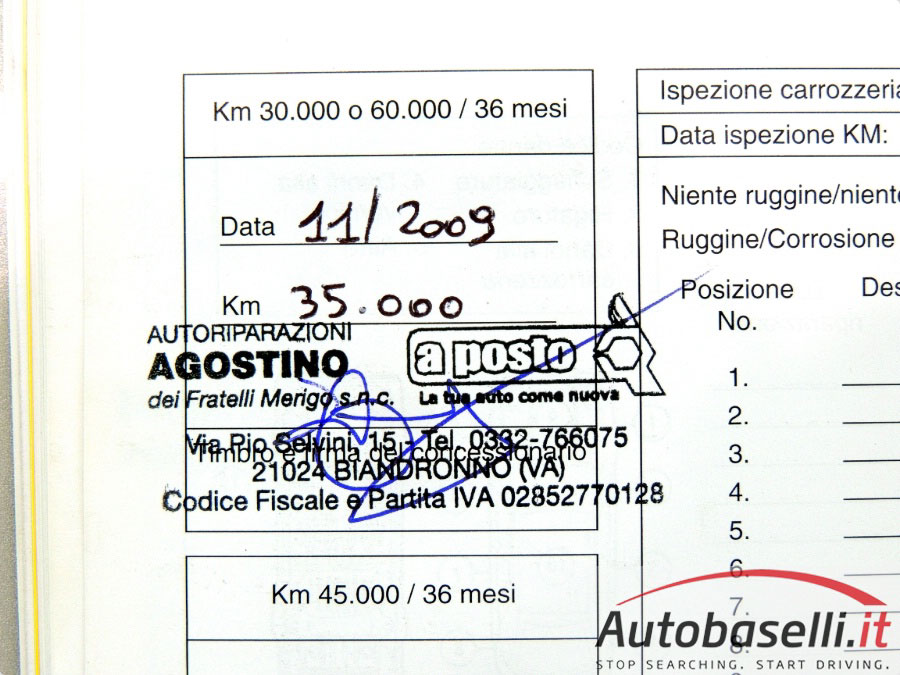 Km 30.000 o 60.000 / 36 mesi
Data 11/2009
Km 35.000
AUTORIPARAZIONI
AGOSTINO
dei Fratelli Merigo s.n.c.
a posto
La tua auto come nuova
Via Pio Selvini, 15 - Tel. 0332-766075
Timbro e firma del concessionario
21024 BIANDRONNO (VA)
Codice Fiscale e Partita IVA 02852770128
Km 45.000 / 36 mesi
Ispezione carrozzeria
Data ispezione KM:
Niente ruggine/niente
Ruggine/Corrosione
Posizione Des
No.
1.
2.
3.
4.
5.
6.
7.
8.
Autobaselli.it
STOP SEARCHING. START DRIVING.